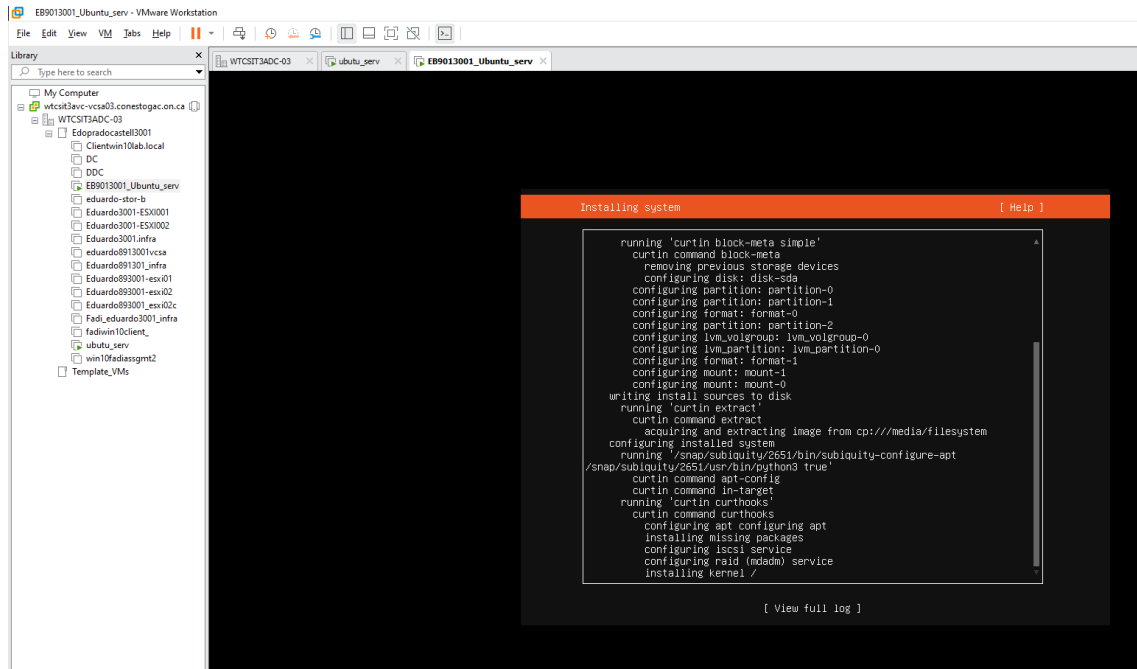 EB9013001_Ubuntu_serv - VMware Workstation
File Edit View VM Tabs Help
Library
Type here to search
WTCSIT3ADC-03 ubutu_serv EB9013001_Ubuntu_serv
My Computer
wtcsit3avc-vcsa03.conestogac.on.ca
WTCSIT3ADC-03
Edopradocastell3001
Clientwin10lab.local
DC
DDC
EB9013001_Ubuntu_serv
eduardo-stor-b
Eduardo3001-ESXI001
Eduardo3001-ESXI002
Eduardo3001.infra
eduardo8913001vcsa
Eduardo891301_infra
Eduardo893001-esxi01
Eduardo893001-esxi02
Eduardo893001_esxi02c
Fadi_eduardo3001_infra
fadiwin10client_
ubutu_serv
win10fadiassgmt2
Template_VMs
Installing system [ Help ]
running 'curtin block-meta simple'
curtin command block-meta
removing previous storage devices
configuring disk: disk-sda
configuring partition: partition-0
configuring partition: partition-1
configuring format: format-0
configuring partition: partition-2
configuring lvm_volgroup: lvm_volgroup-0
configuring lvm_partition: lvm_partition-0
configuring format: format-1
configuring mount: mount-1
configuring mount: mount-0
writing install sources to disk
running 'curtin extract'
curtin command extract
acquiring and extracting image from cp:///media/filesystem
configuring installed system
running '/snap/subiquity/2651/bin/subiquity-configure-apt
/snap/subiquity/2651/usr/bin/python3 true'
curtin command apt-config
curtin command in-target
running 'curtin curthooks'
curtin command curthooks
configuring apt configuring apt
installing missing packages
configuring iscsi service
configuring raid (mdadm) service
installing kernel /
[ View full log ]